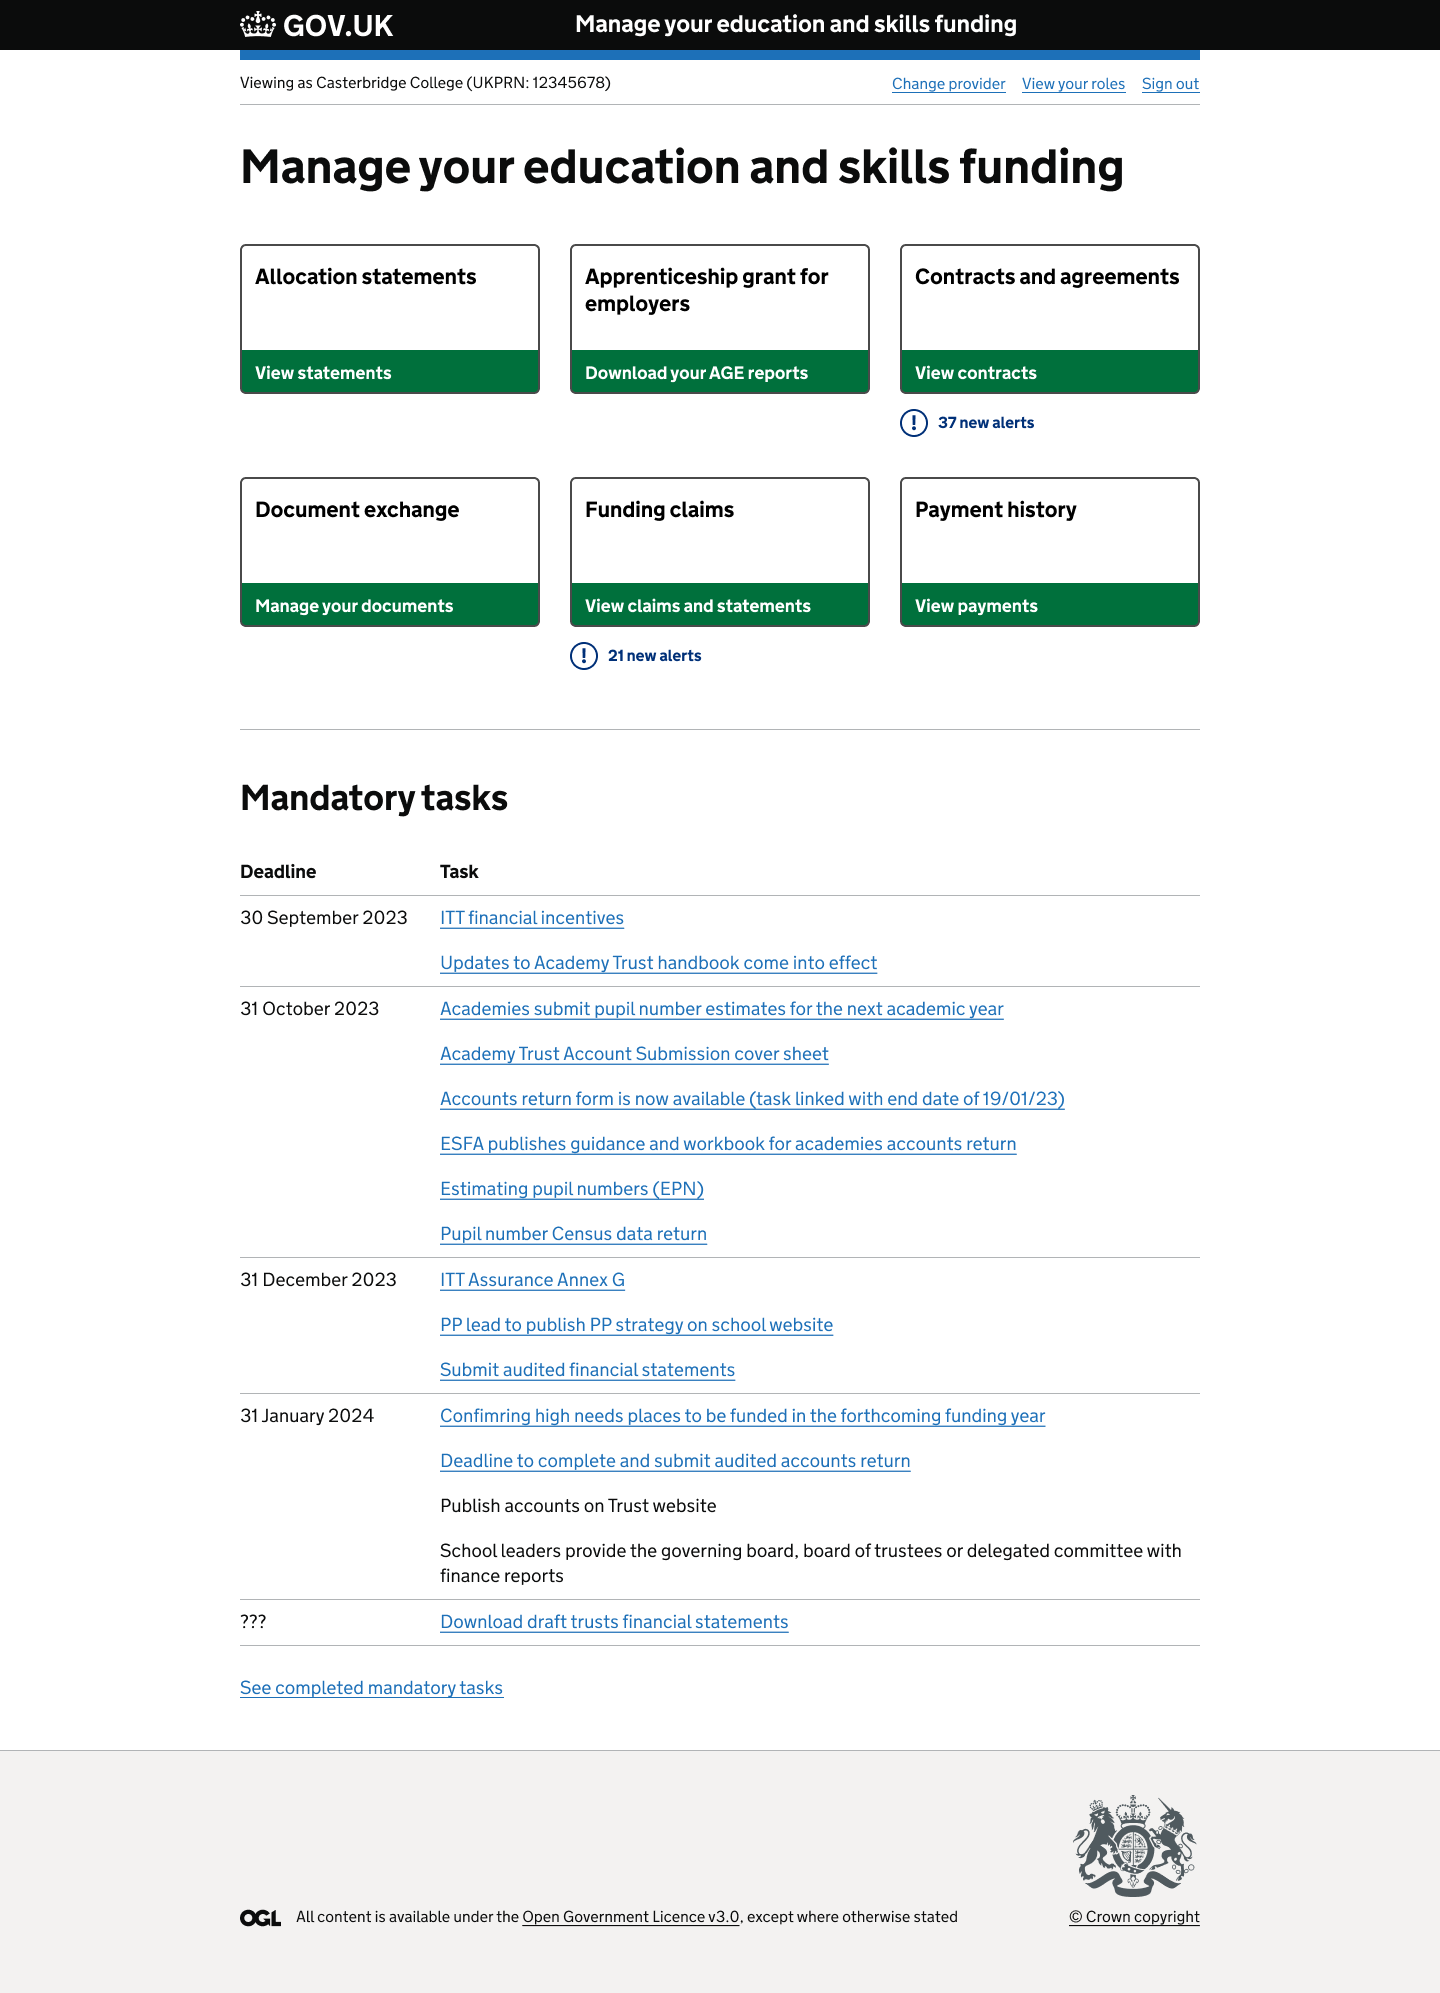 GOV.UK
Manage your education and skills funding
Viewing as Casterbridge College (UKPRN: 12345678)
Change provider
View your roles
Sign out
Manage your education and skills funding
Allocation statements
View statements
Apprenticeship grant for
employers
Download your AGE reports
Contracts and agreements
View contracts
37 new alerts
Document exchange
Manage your documents
Funding claims
View claims and statements
21 new alerts
Payment history
View payments
Mandatory tasks
Deadline Task
30 September 2023 ITT financial incentives
Updates to Academy Trust handbook come into effect
31 October 2023 Academies submit pupil number estimates for the next academic year
Academy Trust Account Submission cover sheet
Accounts return form is now available (task linked with end date of 19/01/23)
ESFA publishes guidance and workbook for academies accounts return
Estimating pupil numbers (EPN)
Pupil number Census data return
31 December 2023 ITT Assurance Annex G
PP lead to publish PP strategy on school website
Submit audited financial statements
31 January 2024 Confimring high needs places to be funded in the forthcoming funding year
Deadline to complete and submit audited accounts return
Publish accounts on Trust website
School leaders provide the governing board, board of trustees or delegated committee with
finance reports
??? Download draft trusts financial statements
See completed mandatory tasks
OGL All content is available under the Open Government Licence v3.0, except where otherwise stated
© Crown copyright